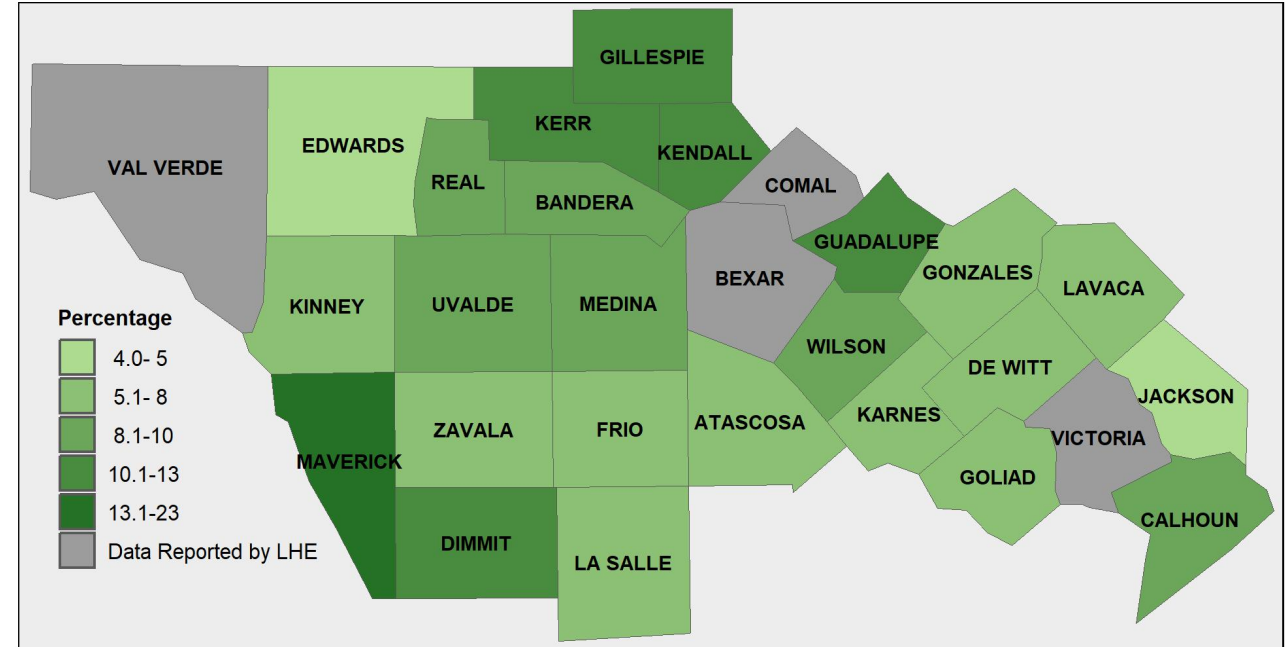 GILLESPIE
KERR
EDWARDS
KENDALL
VAL VERDE
REAL
COMAL
BANDERA
GUADALUPE
GONZALES
BEXAR
LAVACA
KINNEY
UVALDE
MEDINA
WILSON
DE WITT
JACKSON
KARNES
ATASCOSA
ZAVALA
FRIO
VICTORIA
MAVERICK
GOLIAD
CALHOUN
DIMMIT
LA SALLE
Percentage
4.0- 5
5.1- 8
8.1-10
10.1-13
13.1-23
Data Reported by LHE